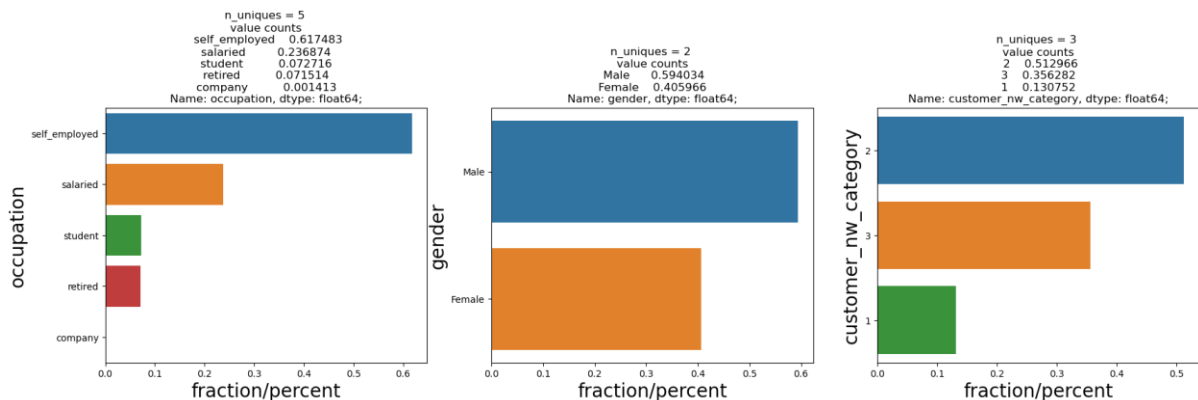 n_uniques = 5
value counts
self_employed 0.617483
salaried 0.236874
student 0.072716
retired 0.071514
company 0.001413
Name: occupation, dtype: float64;
occupation
self_employed
salaried
student
retired
company
0.0 0.1 0.2 0.3 0.4 0.5 0.6
fraction/percent
n_uniques = 2
value counts
Male 0.594034
Female 0.405966
Name: gender, dtype: float64;
gender
Male
Female
0.0 0.1 0.2 0.3 0.4 0.5 0.6
fraction/percent
n_uniques = 3
value counts
2 0.512966
3 0.356282
1 0.130752
Name: customer_nw_category, dtype: float64;
customer_nw_category
2
3
1
0.0 0.1 0.2 0.3 0.4 0.5
fraction/percent